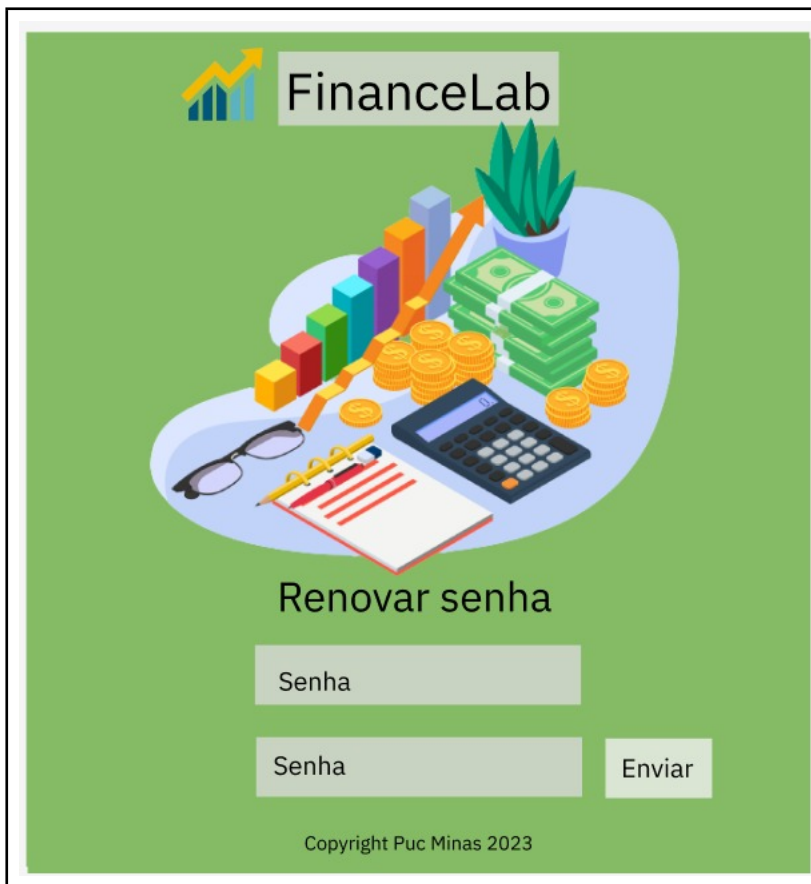 FinanceLab
Renovar senha
Senha
Senha
Enviar
Copyright Puc Minas 2023